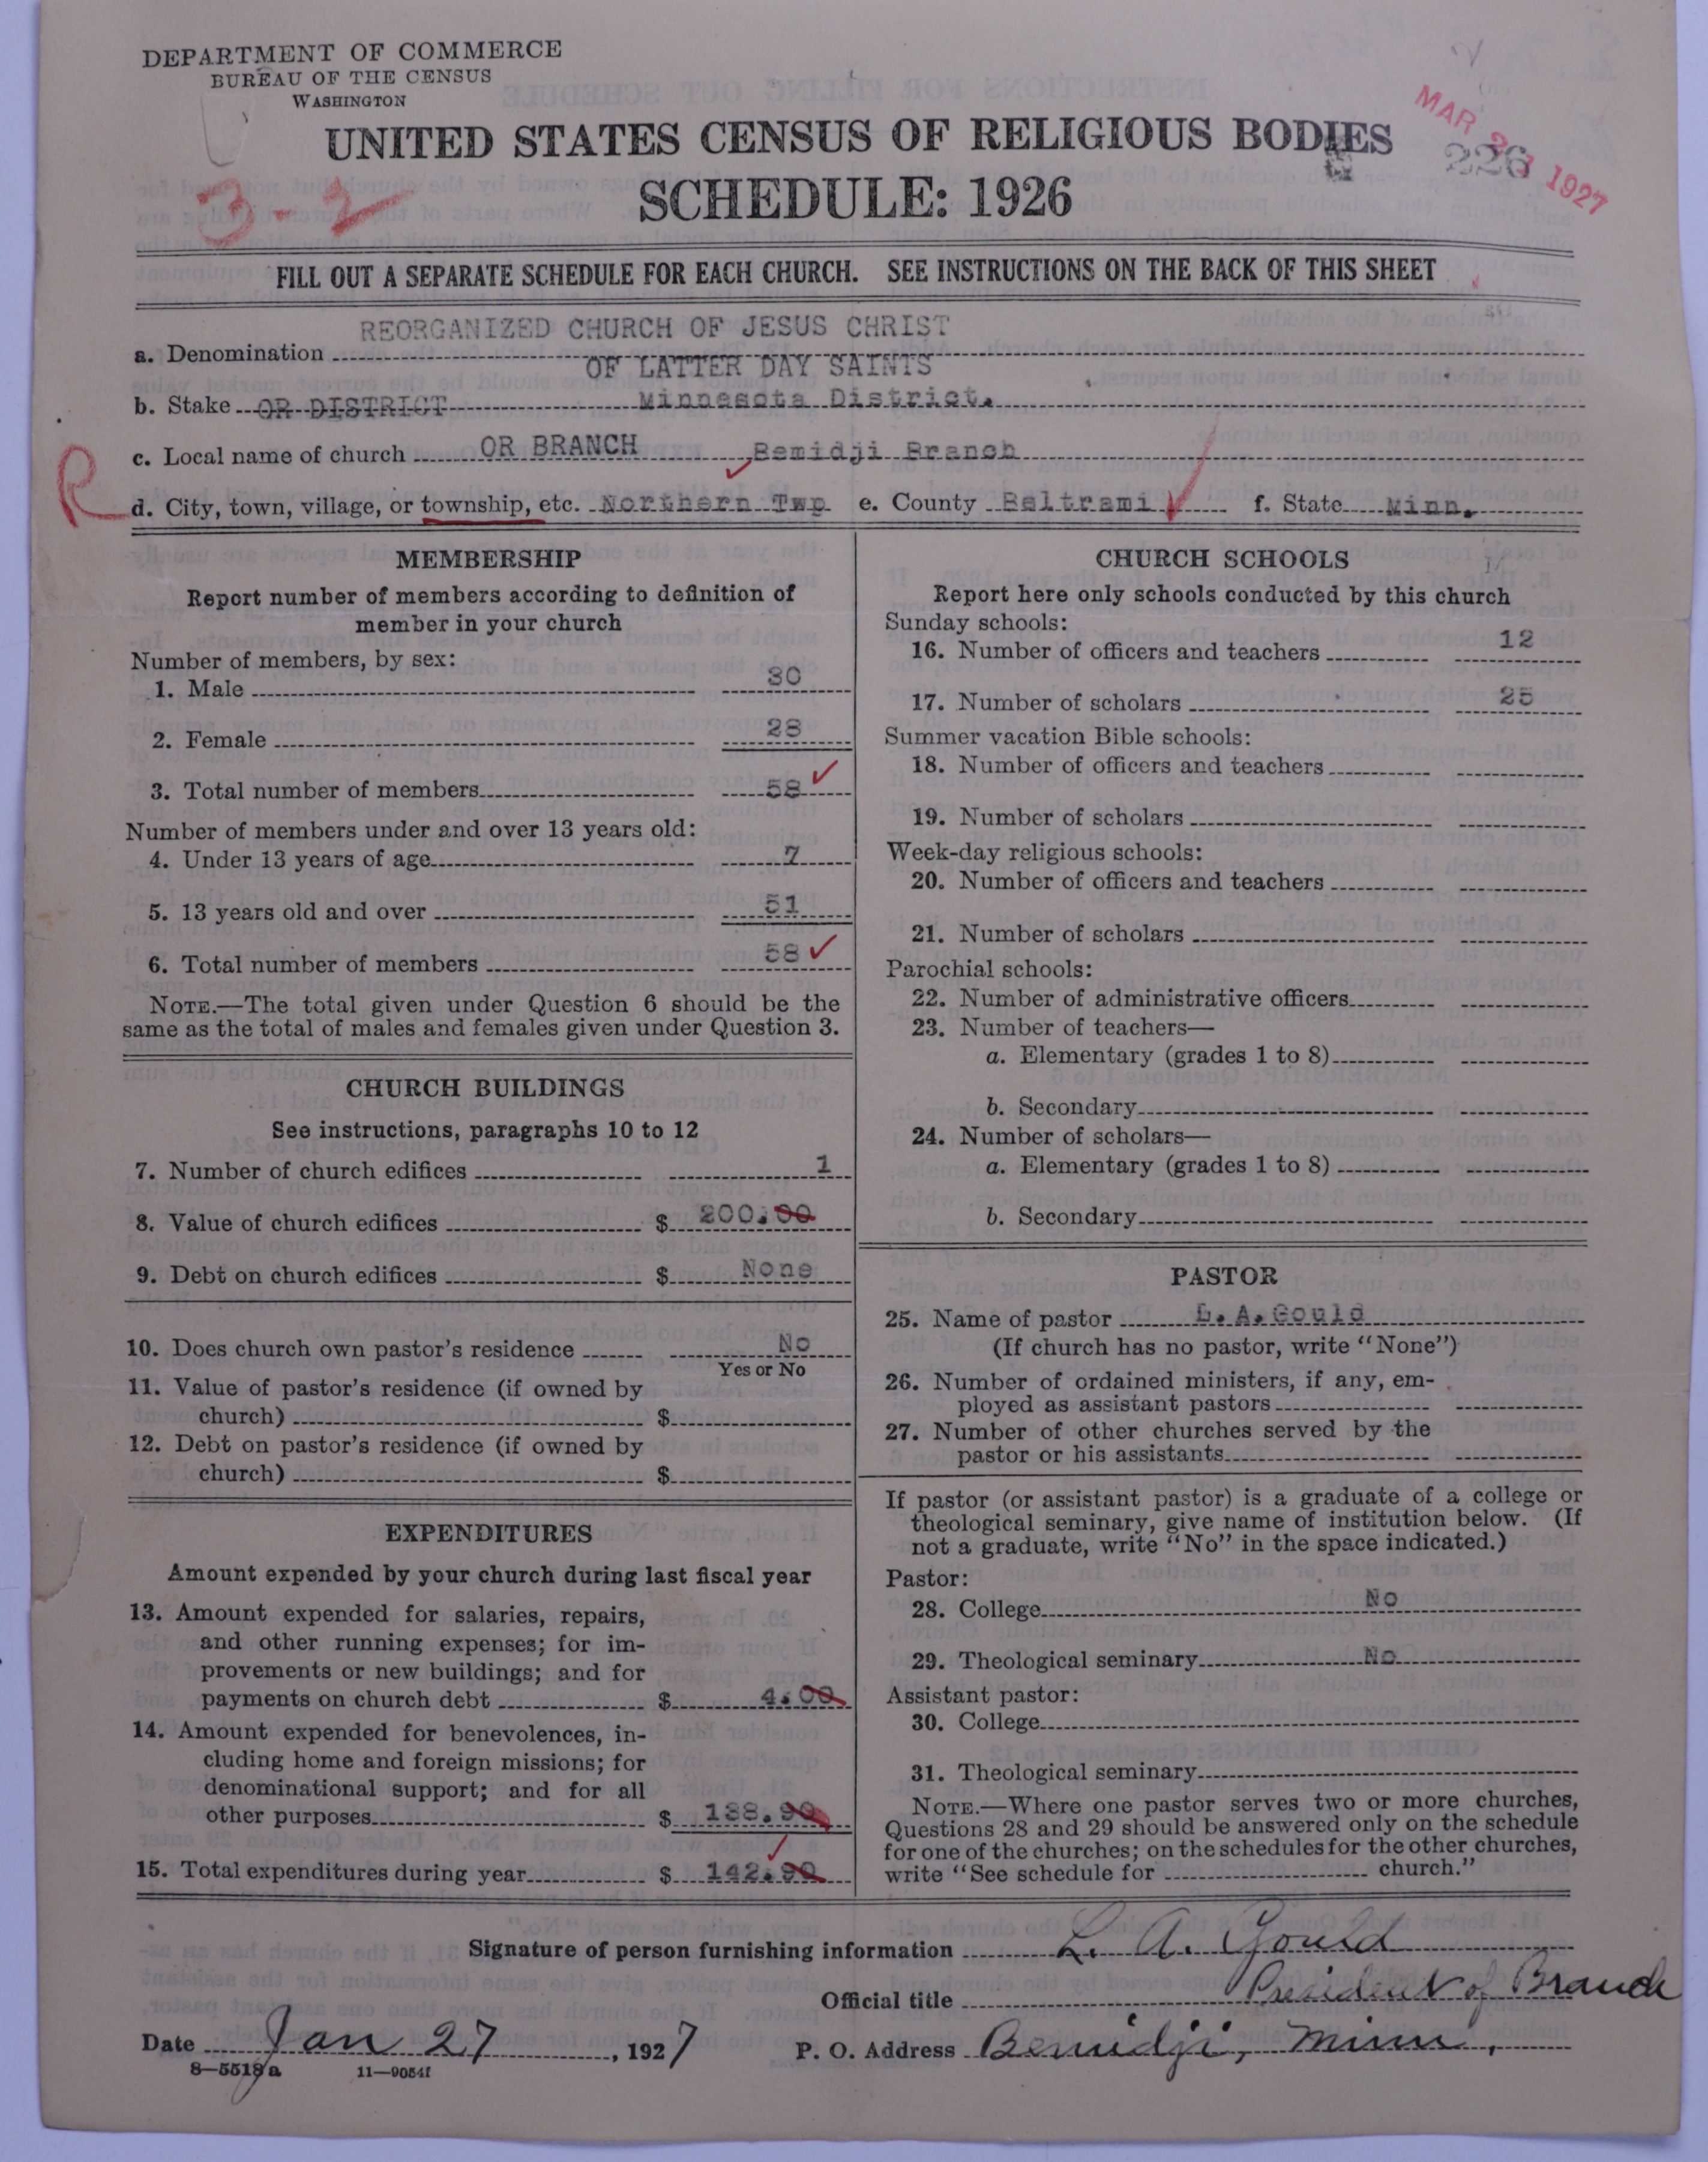 DEPARTMENT OF COMMERCE
BUREAU OF THE CENSUS
WASHINGTON
UNITED STATES CENSUS OF RELIGIOUS BODIES
SCHEDULE: 1926
MAR 1927
226
3-2
FILL OUT A SEPARATE SCHEDULE FOR EACH CHURCH. SEE INSTRUCTIONS ON THE BACK OF THIS SHEET
REORGANIZED CHURCH OF JESUS CHRIST
a. Denomination
OF LATTER DAY SAINTS
b. Stake OR DISTRICT Minnesota District.
c. Local name of church OR BRANCH Bemidji Branch
R
d. City, town, village, or township, etc. Northern Twp e. County Beltrami f. State Minn.
MEMBERSHIP
Report number of members according to definition of
member in your church
Number of members, by sex:
1. Male 30
2. Female 28
3. Total number of members 58
Number of members under and over 13 years old:
4. Under 13 years of age 7
5. 13 years old and over 51
6. Total number of members 58
NOTE.—The total given under Question 6 should be the
same as the total of males and females given under Question 3.
CHURCH BUILDINGS
See instructions, paragraphs 10 to 12
7. Number of church edifices 1
8. Value of church edifices $ 200.00
9. Debt on church edifices $ None
10. Does church own pastor's residence No
Yes or No
11. Value of pastor's residence (if owned by
church) $
12. Debt on pastor's residence (if owned by
church) $
EXPENDITURES
Amount expended by your church during last fiscal year
13. Amount expended for salaries, repairs,
and other running expenses; for im-
provements or new buildings; and for
payments on church debt $ 4.00
14. Amount expended for benevolences, in-
cluding home and foreign missions; for
denominational support; and for all
other purposes $ 138.90
15. Total expenditures during year $ 142.90
CHURCH SCHOOLS
Report here only schools conducted by this church
Sunday schools:
16. Number of officers and teachers 12
17. Number of scholars 25
Summer vacation Bible schools:
18. Number of officers and teachers
19. Number of scholars
Week-day religious schools:
20. Number of officers and teachers
21. Number of scholars
Parochial schools:
22. Number of administrative officers
23. Number of teachers—
a. Elementary (grades 1 to 8)
b. Secondary
24. Number of scholars—
a. Elementary (grades 1 to 8)
b. Secondary
PASTOR
25. Name of pastor L. A. Gould
(If church has no pastor, write "None")
26. Number of ordained ministers, if any, em-
ployed as assistant pastors
27. Number of other churches served by the
pastor or his assistants
If pastor (or assistant pastor) is a graduate of a college or
theological seminary, give name of institution below. (If
not a graduate, write "No" in the space indicated.)
Pastor:
28. College No
29. Theological seminary No
Assistant pastor:
30. College
31. Theological seminary
NOTE.—Where one pastor serves two or more churches,
Questions 28 and 29 should be answered only on the schedule
for one of the churches; on the schedules for the other churches,
write "See schedule for church."
Signature of person furnishing information L. A. Gould
Official title President of Branch
Date Jan 27, 1927 P. O. Address Bemidji, Minn,
8—5518a 11—90541